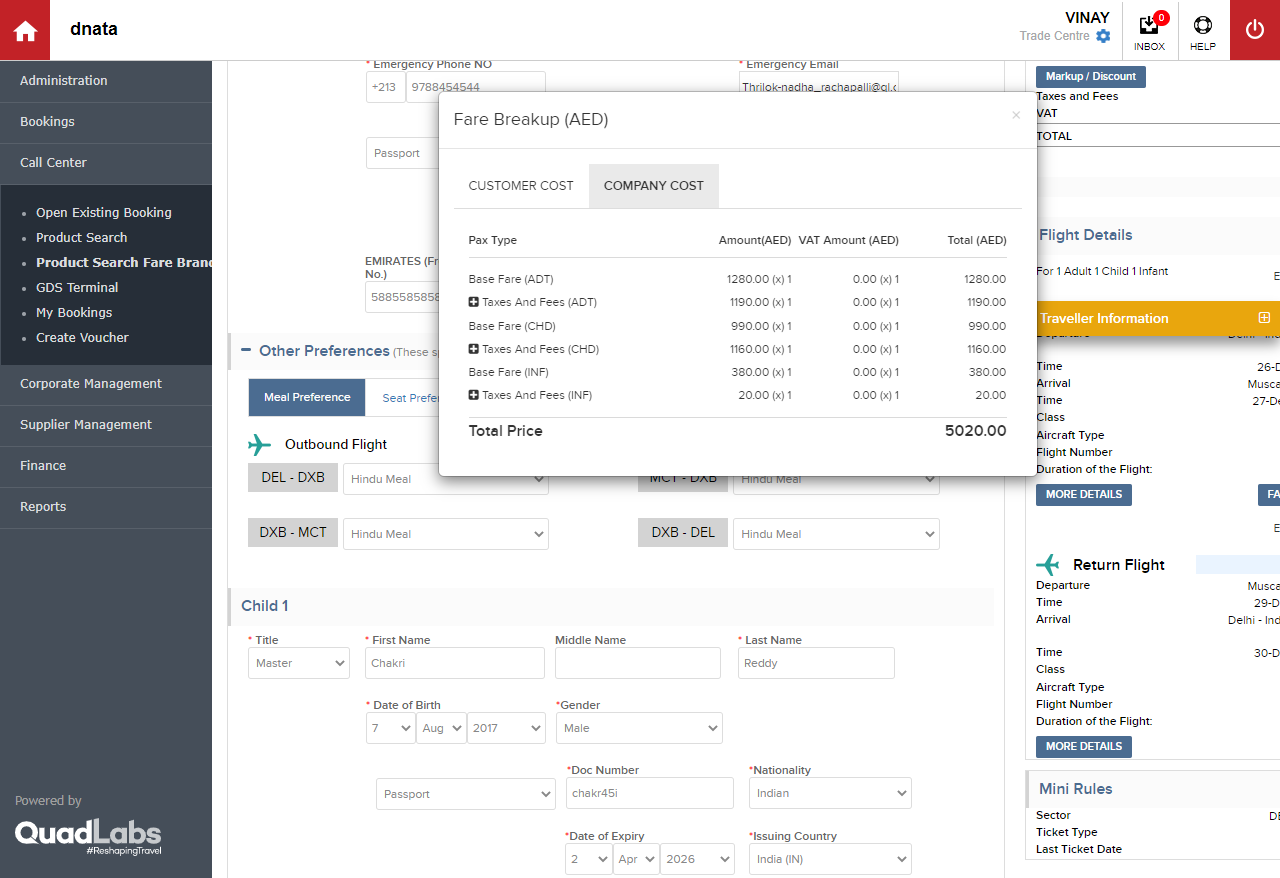 dnata
VINAY
Trade Centre
0
INBOX
HELP
Administration
Bookings
Call Center
Open Existing Booking
Product Search
Product Search Fare Bran
GDS Terminal
My Bookings
Create Voucher
Corporate Management
Supplier Management
Finance
Reports
Powered by
QuadLabs
#ReshapingTravel
* Emergency Phone NO
* Emergency Email
+213
9788454544
Thrilok-nadha_rachapalli@ql.c
Passport
EMIRATES (Fr
No.)
5885585858
Fare Breakup (AED)
×
CUSTOMER COST
COMPANY COST
Pax Type Amount(AED) VAT Amount (AED) Total (AED)
Base Fare (ADT) 1280.00 (x) 1 0.00 (x) 1 1280.00
Taxes And Fees (ADT) 1190.00 (x) 1 0.00 (x) 1 1190.00
Base Fare (CHD) 990.00 (x) 1 0.00 (x) 1 990.00
Taxes And Fees (CHD) 1160.00 (x) 1 0.00 (x) 1 1160.00
Base Fare (INF) 380.00 (x) 1 0.00 (x) 1 380.00
Taxes And Fees (INF) 20.00 (x) 1 0.00 (x) 1 20.00
Total Price 5020.00
Other Preferences (These s
Meal Preference
Seat Prefe
Outbound Flight
DEL - DXB Hindu Meal
MCT - DXB Hindu Meal
DXB - MCT Hindu Meal
DXB - DEL Hindu Meal
Child 1
* Title
* First Name
Middle Name
* Last Name
Master
Chakri
Reddy
* Date of Birth
*Gender
7 Aug 2017
Male
*Doc Number
*Nationality
Passport
chakr45i
Indian
*Date of Expiry
*Issuing Country
2 Apr 2026
India (IN)
Markup / Discount
Taxes and Fees
VAT
TOTAL
Flight Details
For 1 Adult 1 Child 1 Infant
E
Traveller Information
Time 26-D
Arrival Musca
Time 27-De
Class
Aircraft Type
Flight Number
Duration of the Flight:
MORE DETAILS
FA
E
Return Flight
Departure Musca
Time 29-D
Arrival Delhi - Ind
Time 30-D
Class
Aircraft Type
Flight Number
Duration of the Flight:
MORE DETAILS
Mini Rules
Sector DE
Ticket Type
Last Ticket Date